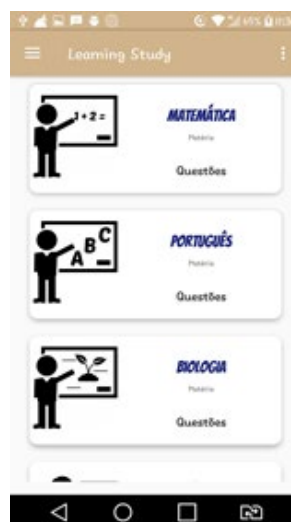 Learning Study
1+2=
MATEMÁTICA
Matéria
Questões
A B C
PORTUGUÊS
Matéria
Questões
BIOLOGIA
Matéria
Questões